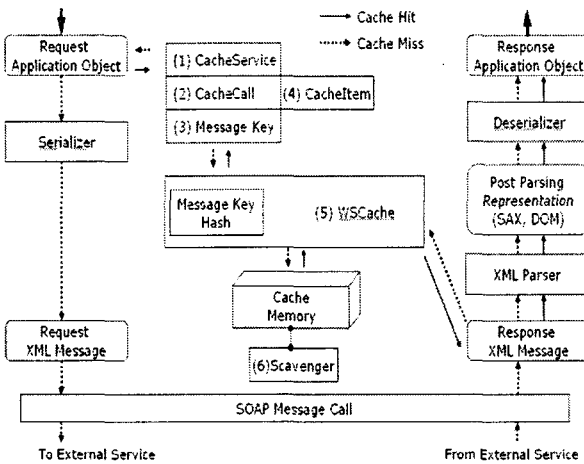 Cache Hit
Cache Miss
Request
Application Object
(1) CacheService
(2) CacheCall
(4) CacheItem
(3) Message Key
Serializer
Response
Application Object
Deserializer
Post Parsing
Representation
(SAX, DOM)
XML Parser
Message Key
Hash
(5) WSCache
Cache
Memory
(6)Scavenger
Request
XML Message
Response
XML Message
SOAP Message Call
To External Service
From External Service